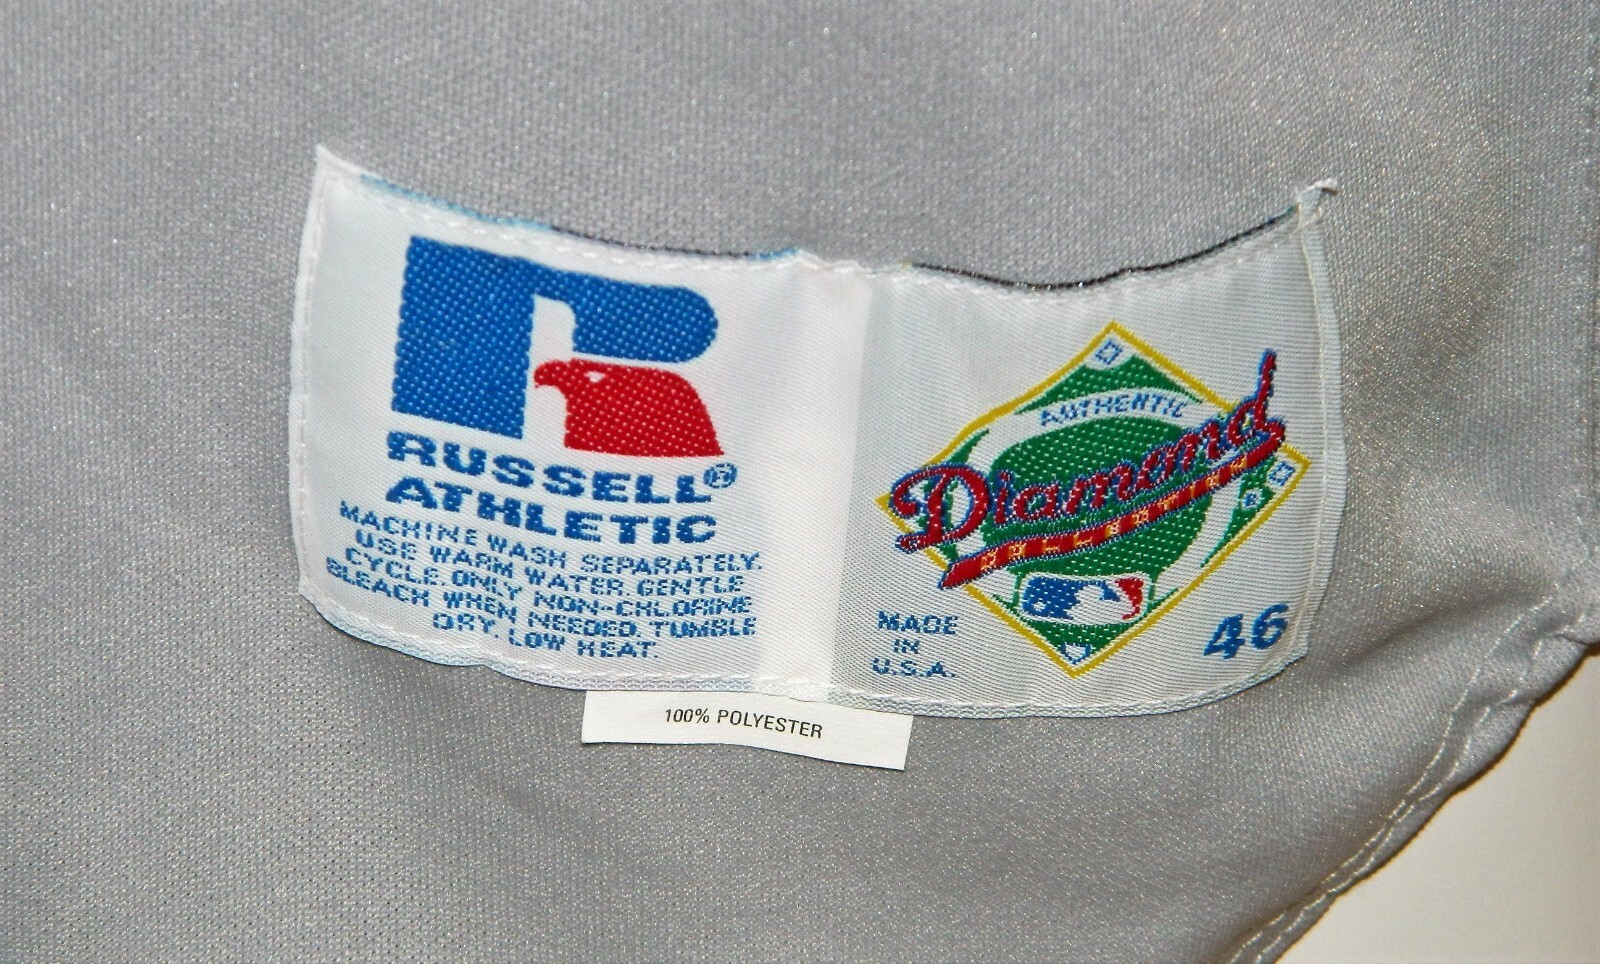 RUSSELL®
ATHLETIC
MACHINE WASH SEPARATELY.
USE WARM WATER. GENTLE
CYCLE ONLY. NON-CHLORINE
BLEACH WHEN NEEDED. TUMBLE
DRY. LOW HEAT.
AUTHENTIC
Diamond
COLLECTION
MADE
IN
U.S.A.
46
100% POLYESTER